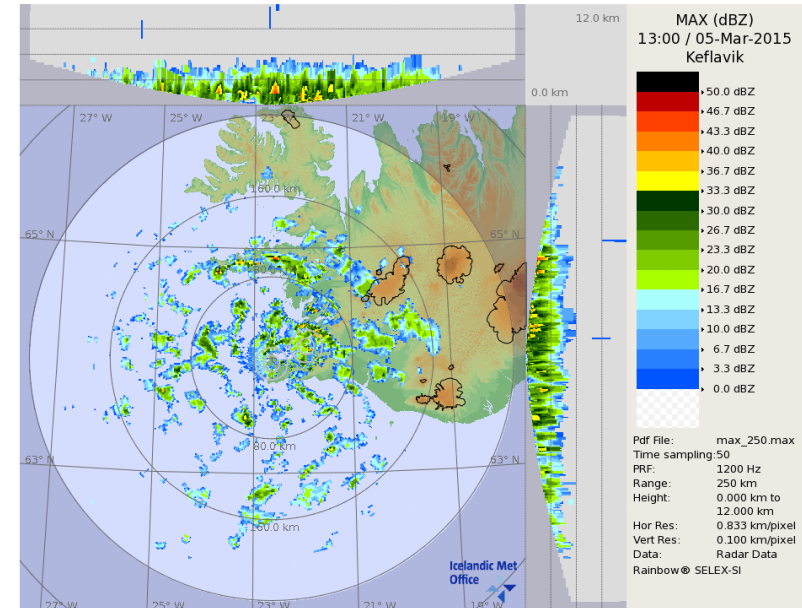 12.0 km
0.0 km
MAX (dBZ)
13:00 / 05-Mar-2015
Keflavik
50.0 dBZ
46.7 dBZ
43.3 dBZ
40.0 dBZ
36.7 dBZ
33.3 dBZ
30.0 dBZ
26.7 dBZ
23.3 dBZ
20.0 dBZ
16.7 dBZ
13.3 dBZ
10.0 dBZ
6.7 dBZ
3.3 dBZ
0.0 dBZ
Pdf File: max_250.max
Time sampling:50
PRF: 1200 Hz
Range: 250 km
Height: 0.000 km to
12.000 km
Hor Res: 0.833 km/pixel
Vert Res: 0.100 km/pixel
Data: Radar Data
Rainbow® SELEX-SI
27° W 25° W 23° W 21° W 19° W
160.0 km
65° N 65° N
63° N 63° N
80.0 km
160.0 km
Icelandic Met
Office
27° W 25° W 23° W 21° W 19° W